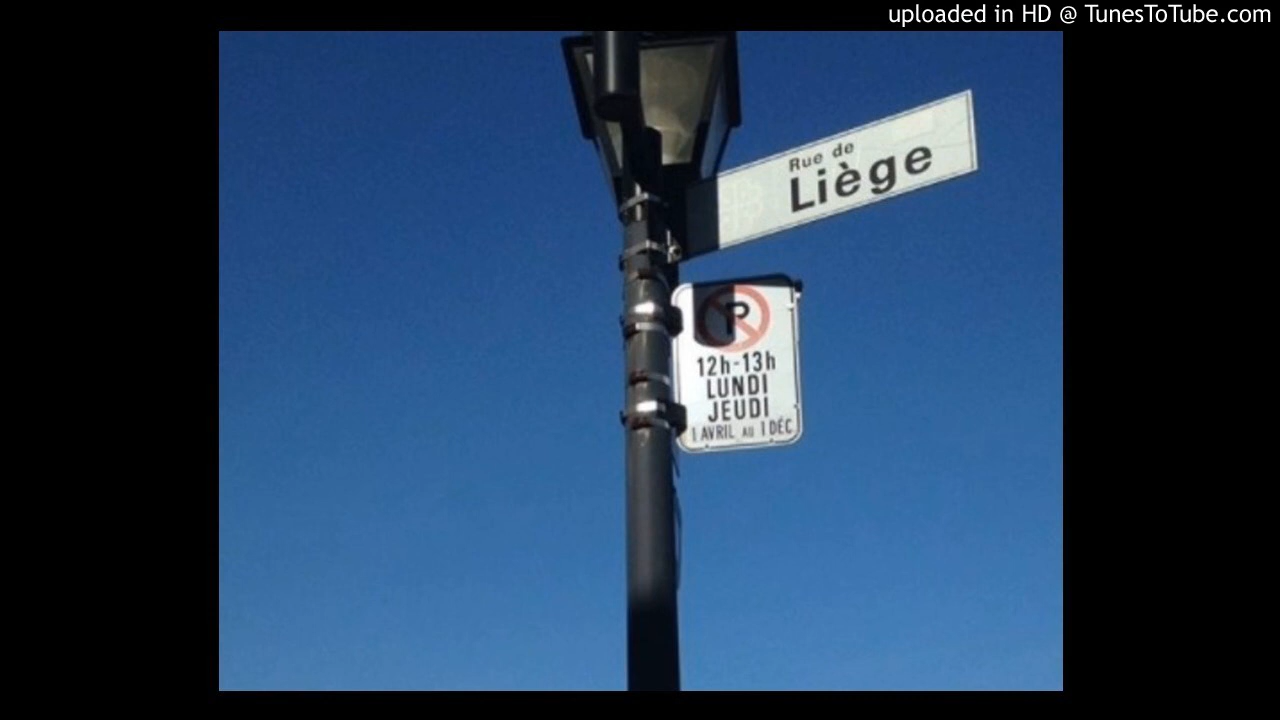 uploaded in HD @ TunesToTube.com
Rue de
Liège
P
12h-13h
LUNDI
JEUDI
1 AVRIL AU 1 DÉC